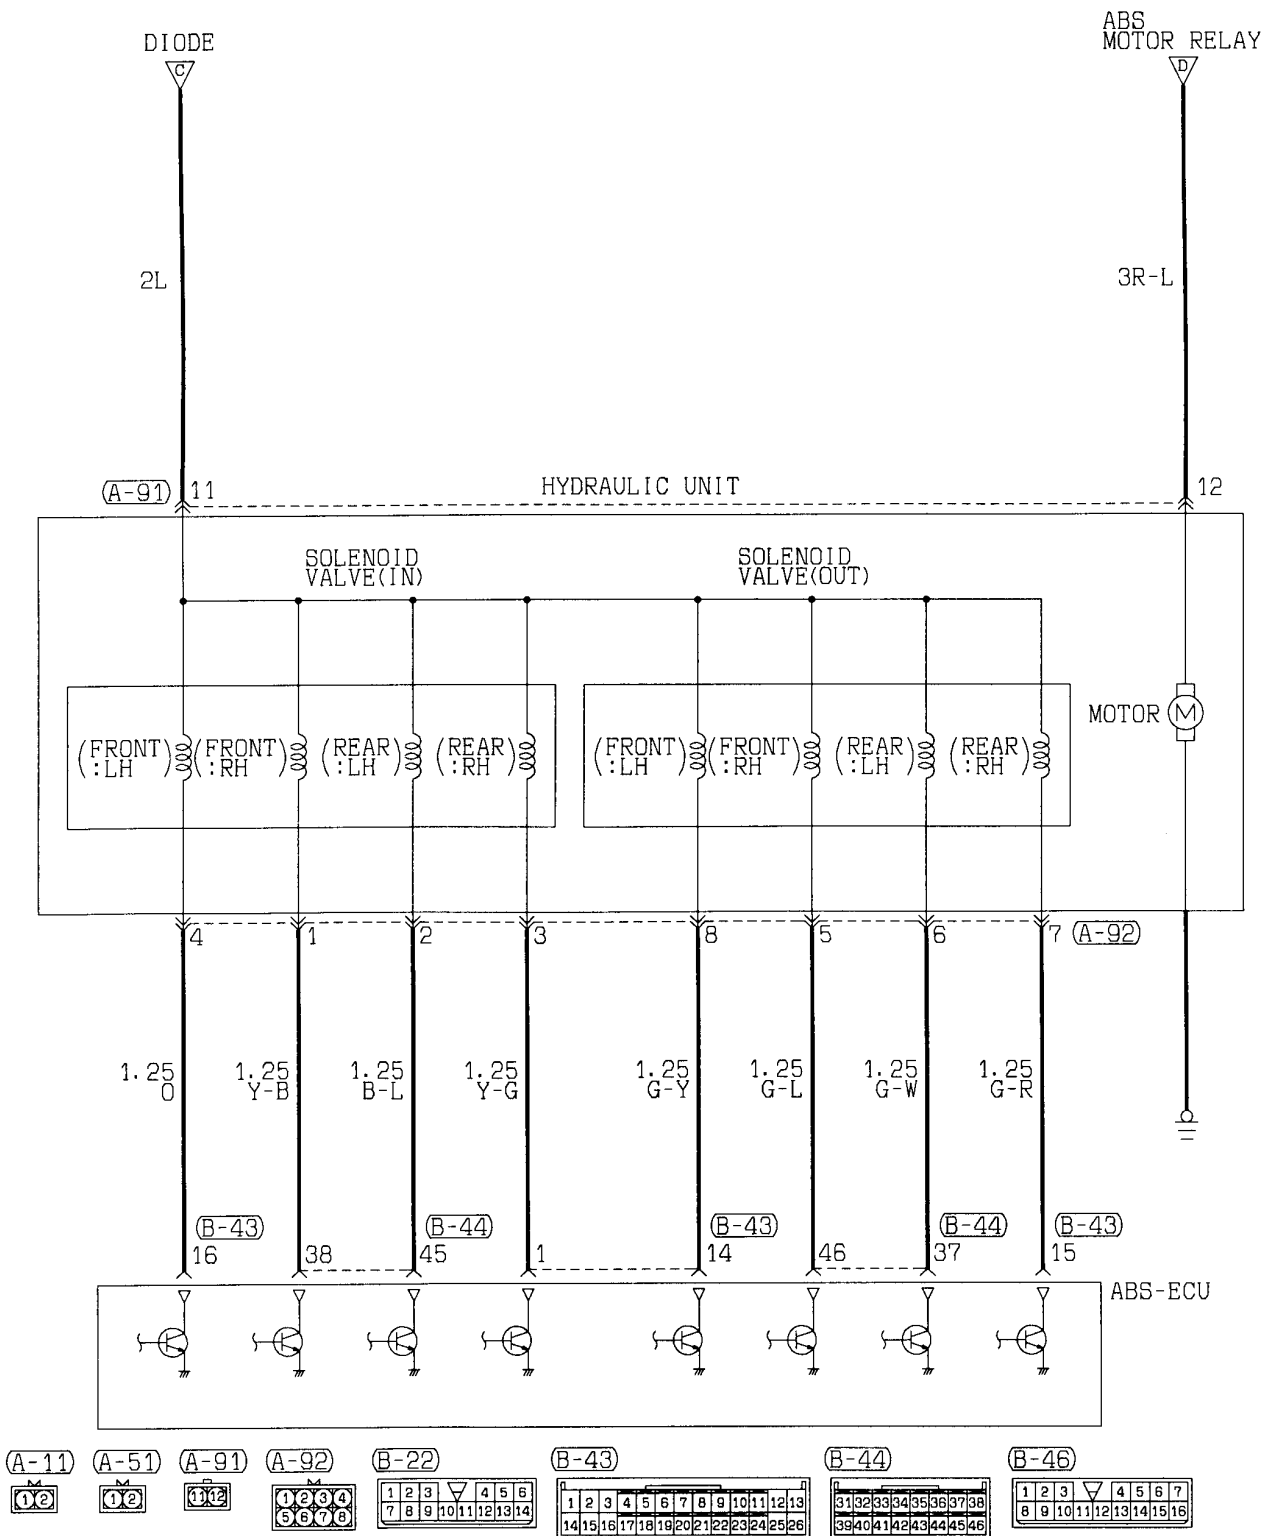 DIODE
C
ABS
MOTOR RELAY
D
2L
3R-L
A-91 11
HYDRAULIC UNIT
12
SOLENOID
VALVE(IN)
SOLENOID
VALVE(OUT)
(FRONT:LH) (FRONT:RH) (REAR:LH) (REAR:RH) (FRONT:LH) (FRONT:RH) (REAR:LH) (REAR:RH)
MOTOR M
4 1 2 3 8 5 6 7 A-92
1.25 1.25 1.25 1.25 1.25 1.25 1.25 1.25
O Y-B B-L Y-G G-Y G-L G-W G-R
B-43 B-44 B-43 B-44 B-43
16 38 45 1 14 46 37 15
ABS-ECU
A-11 A-51 A-91 A-92 B-22 B-43 B-44 B-46
1 2
1 2
11 12
1 2 3 4
5 6 7 8
1 2 3 4 5 6
7 8 9 10 11 12 13 14
1 2 3 4 5 6 7 8 9 10 11 12 13
14 15 16 17 18 19 20 21 22 23 24 25 26
31 32 33 34 35 36 37 38
39 40 41 42 43 44 45 46
1 2 3 4 5 6 7
8 9 10 11 12 13 14 15 16